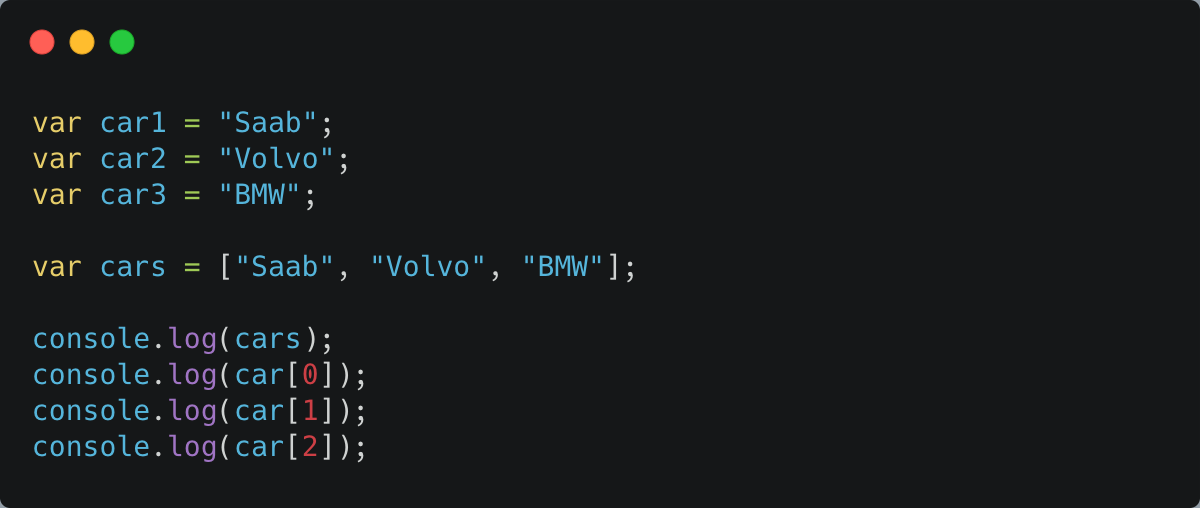 var car1 = "Saab";
var car2 = "Volvo";
var car3 = "BMW";
var cars = ["Saab", "Volvo", "BMW"];
console.log(cars);
console.log(car[0]);
console.log(car[1]);
console.log(car[2]);